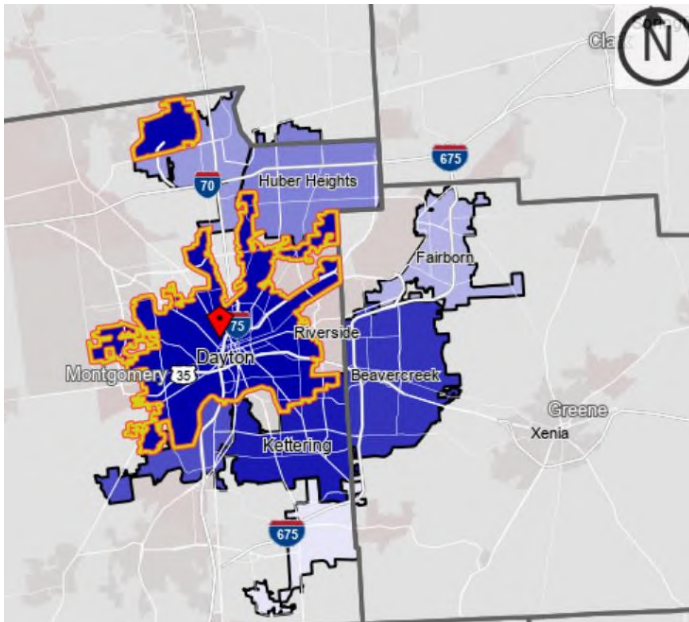 N
70
675
Huber Heights
Fairborn
75
Riverside
Dayton
Montgomery
35
Beavercreek
Greene
Xenia
Kettering
675